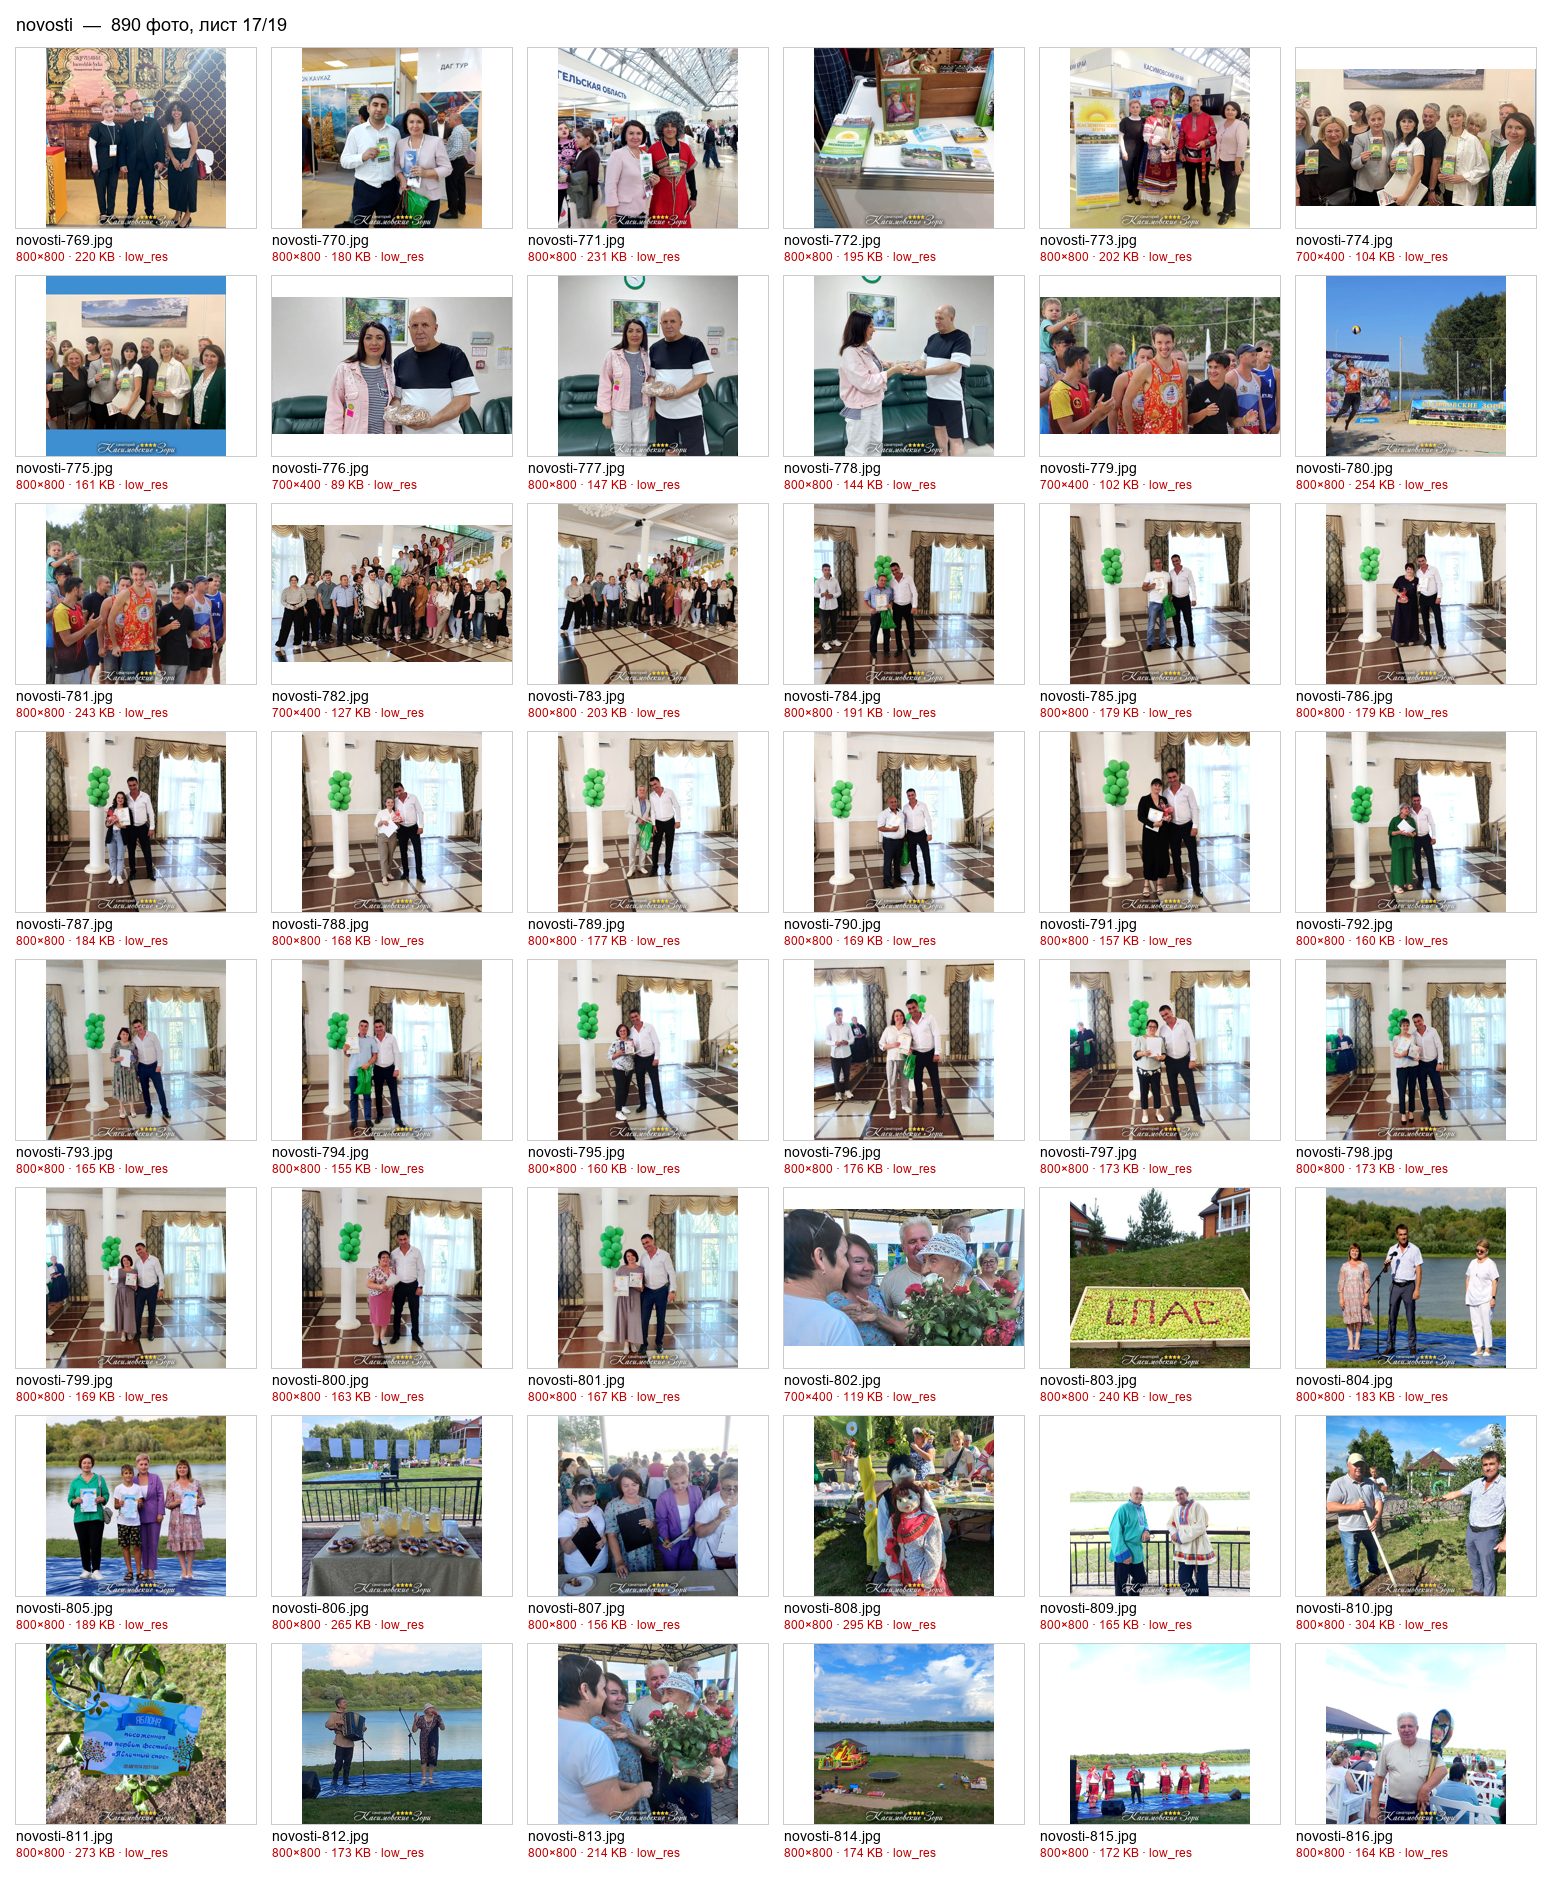 novosti — 890 фото, лист 17/19
novosti-769.jpg
800×800 · 220 KB · low_res
novosti-770.jpg
800×800 · 180 KB · low_res
novosti-771.jpg
800×800 · 231 KB · low_res
novosti-772.jpg
800×800 · 195 KB · low_res
novosti-773.jpg
800×800 · 202 KB · low_res
novosti-774.jpg
700×400 · 104 KB · low_res
novosti-775.jpg
800×800 · 161 KB · low_res
novosti-776.jpg
700×400 · 89 KB · low_res
novosti-777.jpg
800×800 · 147 KB · low_res
novosti-778.jpg
800×800 · 144 KB · low_res
novosti-779.jpg
700×400 · 102 KB · low_res
novosti-780.jpg
800×800 · 254 KB · low_res
novosti-781.jpg
800×800 · 243 KB · low_res
novosti-782.jpg
700×400 · 127 KB · low_res
novosti-783.jpg
800×800 · 203 KB · low_res
novosti-784.jpg
800×800 · 191 KB · low_res
novosti-785.jpg
800×800 · 179 KB · low_res
novosti-786.jpg
800×800 · 179 KB · low_res
novosti-787.jpg
800×800 · 184 KB · low_res
novosti-788.jpg
800×800 · 168 KB · low_res
novosti-789.jpg
800×800 · 177 KB · low_res
novosti-790.jpg
800×800 · 169 KB · low_res
novosti-791.jpg
800×800 · 157 KB · low_res
novosti-792.jpg
800×800 · 160 KB · low_res
novosti-793.jpg
800×800 · 165 KB · low_res
novosti-794.jpg
800×800 · 155 KB · low_res
novosti-795.jpg
800×800 · 160 KB · low_res
novosti-796.jpg
800×800 · 176 KB · low_res
novosti-797.jpg
800×800 · 173 KB · low_res
novosti-798.jpg
800×800 · 173 KB · low_res
novosti-799.jpg
800×800 · 169 KB · low_res
novosti-800.jpg
800×800 · 163 KB · low_res
novosti-801.jpg
800×800 · 167 KB · low_res
novosti-802.jpg
700×400 · 119 KB · low_res
СПАС
novosti-803.jpg
800×800 · 240 KB · low_res
novosti-804.jpg
800×800 · 183 KB · low_res
novosti-805.jpg
800×800 · 189 KB · low_res
novosti-806.jpg
800×800 · 265 KB · low_res
novosti-807.jpg
800×800 · 156 KB · low_res
novosti-808.jpg
800×800 · 295 KB · low_res
novosti-809.jpg
800×800 · 165 KB · low_res
novosti-810.jpg
800×800 · 304 KB · low_res
novosti-811.jpg
800×800 · 273 KB · low_res
novosti-812.jpg
800×800 · 173 KB · low_res
novosti-813.jpg
800×800 · 214 KB · low_res
novosti-814.jpg
800×800 · 174 KB · low_res
novosti-815.jpg
800×800 · 172 KB · low_res
novosti-816.jpg
800×800 · 164 KB · low_res